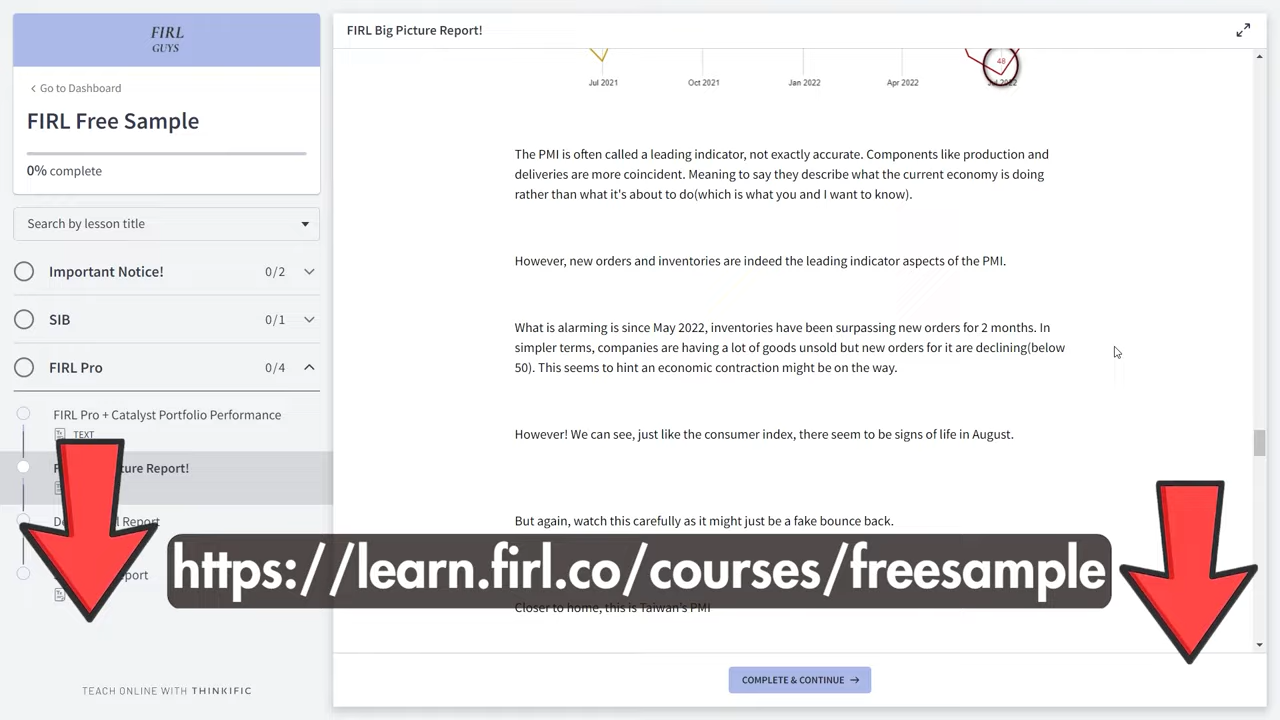 FIRL
GUYS
Go to Dashboard
FIRL Free Sample
0% complete
Search by lesson title
Important Notice! 0/2
SIB 0/1
FIRL Pro 0/4
FIRL Pro + Catalyst Portfolio Performance
TEXT
Report!
Report
TEACH ONLINE WITH THINKIFIC
FIRL Big Picture Report!
48
Jul 2021 Oct 2021 Jan 2022 Apr 2022 Jul 2022
The PMI is often called a leading indicator, not exactly accurate. Components like production and
deliveries are more coincident. Meaning to say they describe what the current economy is doing
rather than what it's about to do(which is what you and I want to know).
However, new orders and inventories are indeed the leading indicator aspects of the PMI.
What is alarming is since May 2022, inventories have been surpassing new orders for 2 months. In
simpler terms, companies are having a lot of goods unsold but new orders for it are declining(below
50). This seems to hint an economic contraction might be on the way.
However! We can see, just like the consumer index, there seem to be signs of life in August.
But again, watch this carefully as it might just be a fake bounce back.
https://learn.firl.co/courses/freesample
Closer to home, this is Taiwan's PMI
COMPLETE & CONTINUE